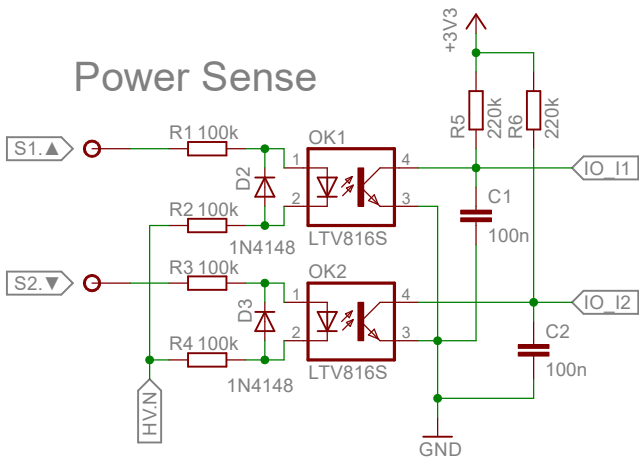 Power Sense
+3V3
R5
220k
R6
220k
S1.▲
R1 100k
OK1
1
4
IO_I1
D2
2
3
C1
R2 100k
100n
1N4148
LTV816S
S2.▼
R3 100k
OK2
1
4
IO_I2
D3
2
3
C2
R4 100k
100n
1N4148
LTV816S
HV.N
GND